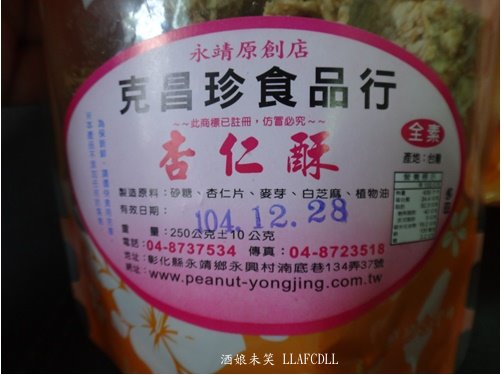 永靖原創店
克昌珍食品行
~~此商標已註冊，仿冒必究~~
全素
產地：台灣
杏仁酥
製造原料：砂糖、杏仁片、麥芽、白芝麻、植物油
有效日期：
104.12.28
重　　量：250公克±10公克
電話：04-8737534 傳真：04-8723518
地址：彰化縣永靖鄉永興村湳底巷134弄37號
網址：www.peanut-yongjing.com.tw
酒娘未笑 LLAFCDLL